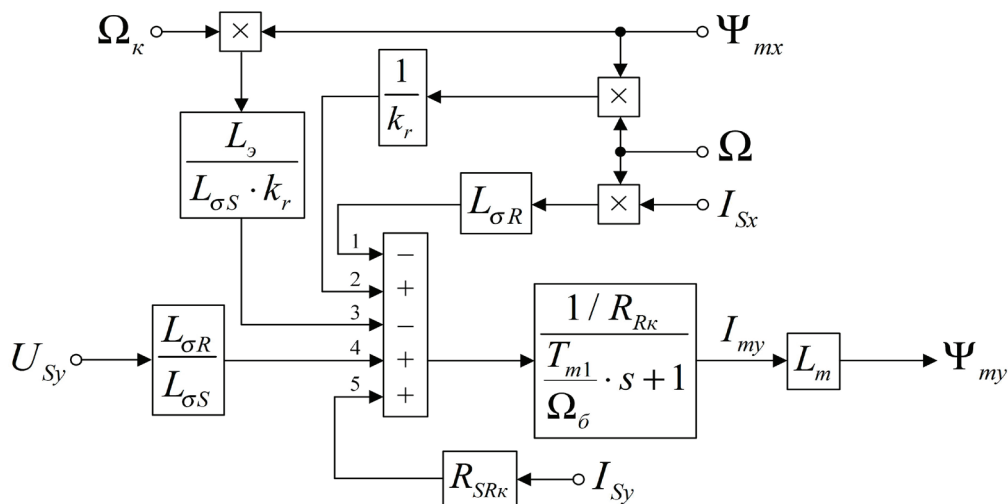 Ωк × Ψmx
1
kr
×
Lэ
LσS · kr
Ω
LσR × ISx
1 −
2 +
3 −
4 +
5 +
USy
LσR
LσS
1 / RRк
Tm1
Ωб
· s + 1
Imy
Lm
Ψmy
RSRк
ISy